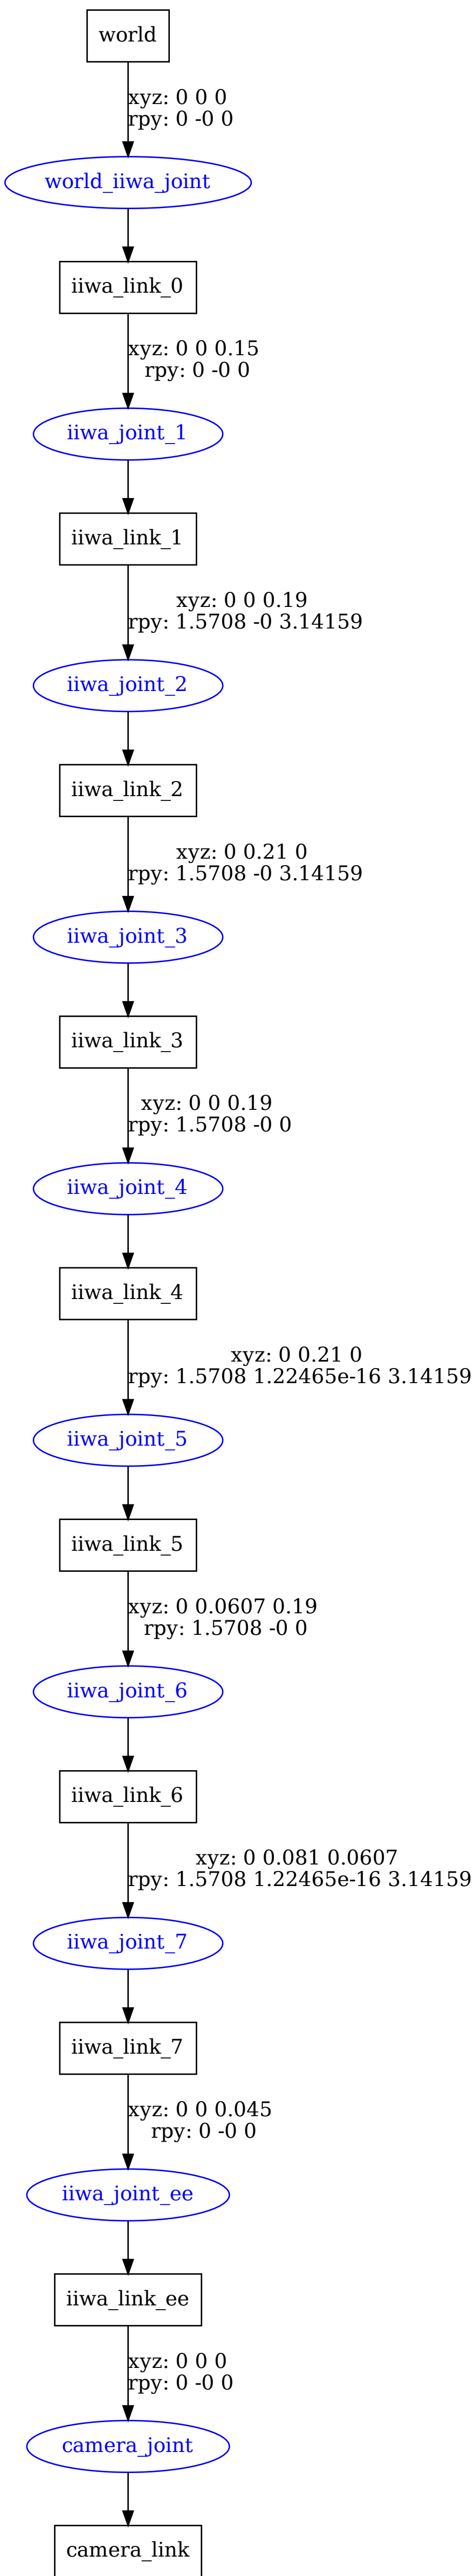 world
xyz: 0 0 0
rpy: 0 -0 0
world_iiwa_joint
iiwa_link_0
xyz: 0 0 0.15
rpy: 0 -0 0
iiwa_joint_1
iiwa_link_1
xyz: 0 0 0.19
rpy: 1.5708 -0 3.14159
iiwa_joint_2
iiwa_link_2
xyz: 0 0.21 0
rpy: 1.5708 -0 3.14159
iiwa_joint_3
iiwa_link_3
xyz: 0 0 0.19
rpy: 1.5708 -0 0
iiwa_joint_4
iiwa_link_4
xyz: 0 0.21 0
rpy: 1.5708 1.22465e-16 3.14159
iiwa_joint_5
iiwa_link_5
xyz: 0 0.0607 0.19
rpy: 1.5708 -0 0
iiwa_joint_6
iiwa_link_6
xyz: 0 0.081 0.0607
rpy: 1.5708 1.22465e-16 3.14159
iiwa_joint_7
iiwa_link_7
xyz: 0 0 0.045
rpy: 0 -0 0
iiwa_joint_ee
iiwa_link_ee
xyz: 0 0 0
rpy: 0 -0 0
camera_joint
camera_link